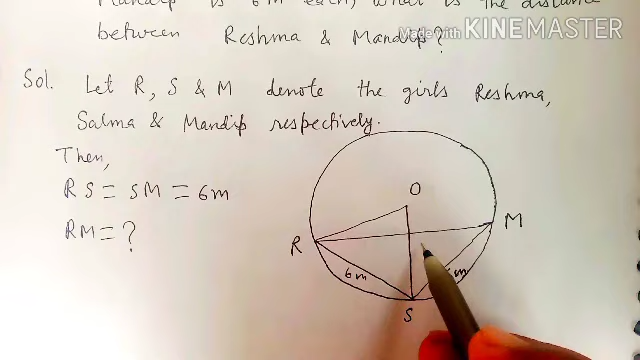 Mandip is 6m each, what is the distance
between Reshma & Mandip?
Made with KINEMASTER
Sol. Let R, S & M denote the girls Reshma,
Salma & Mandip respectively.
Then,
RS = SM = 6m
RM = ?
O
M
R
6m
m
S